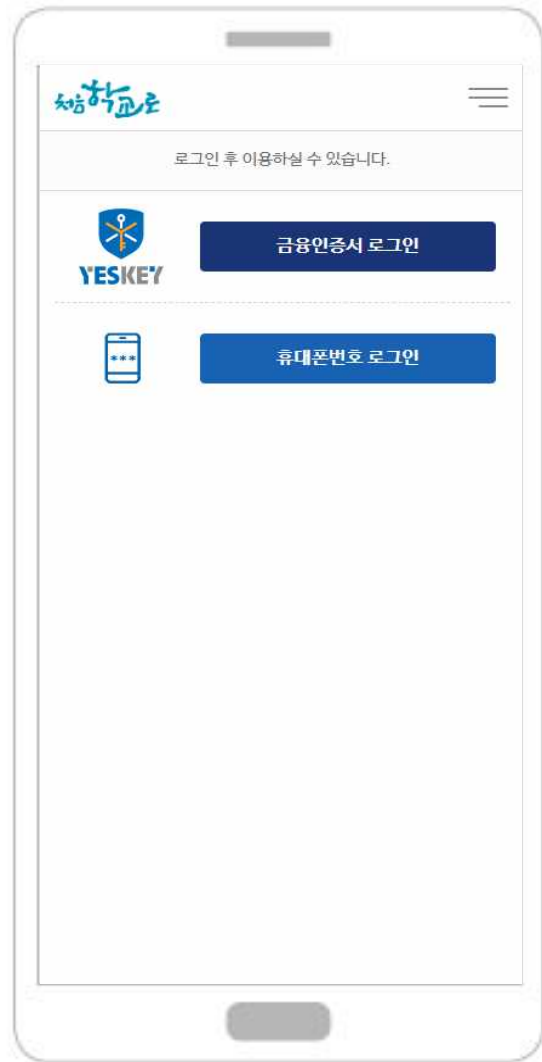 처음학교로
로그인 후 이용하실 수 있습니다.
YESKEY
금융인증서 로그인
***
휴대폰번호 로그인